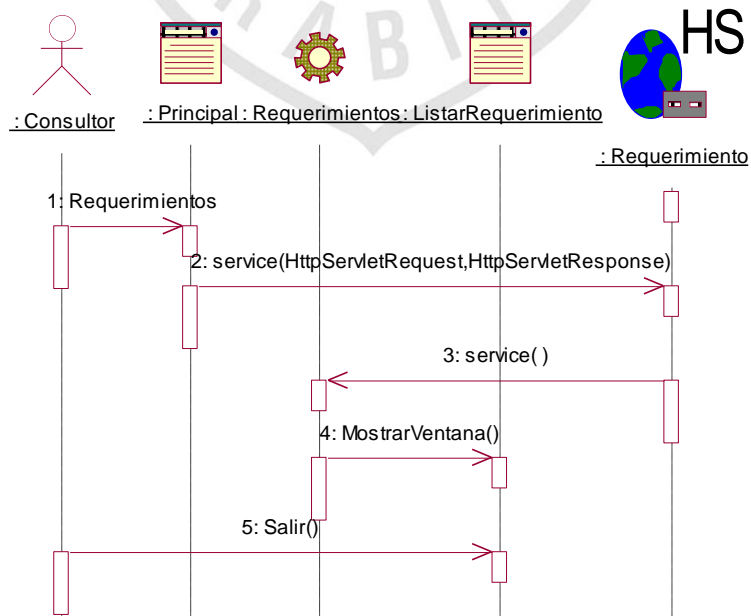 HS
: Consultor
: Principal : Requerimientos : ListarRequerimiento
: Requerimiento
1: Requerimientos
2: service(HttpServletRequest,HttpServletResponse)
3: service( )
4: MostrarVentana()
5: Salir()